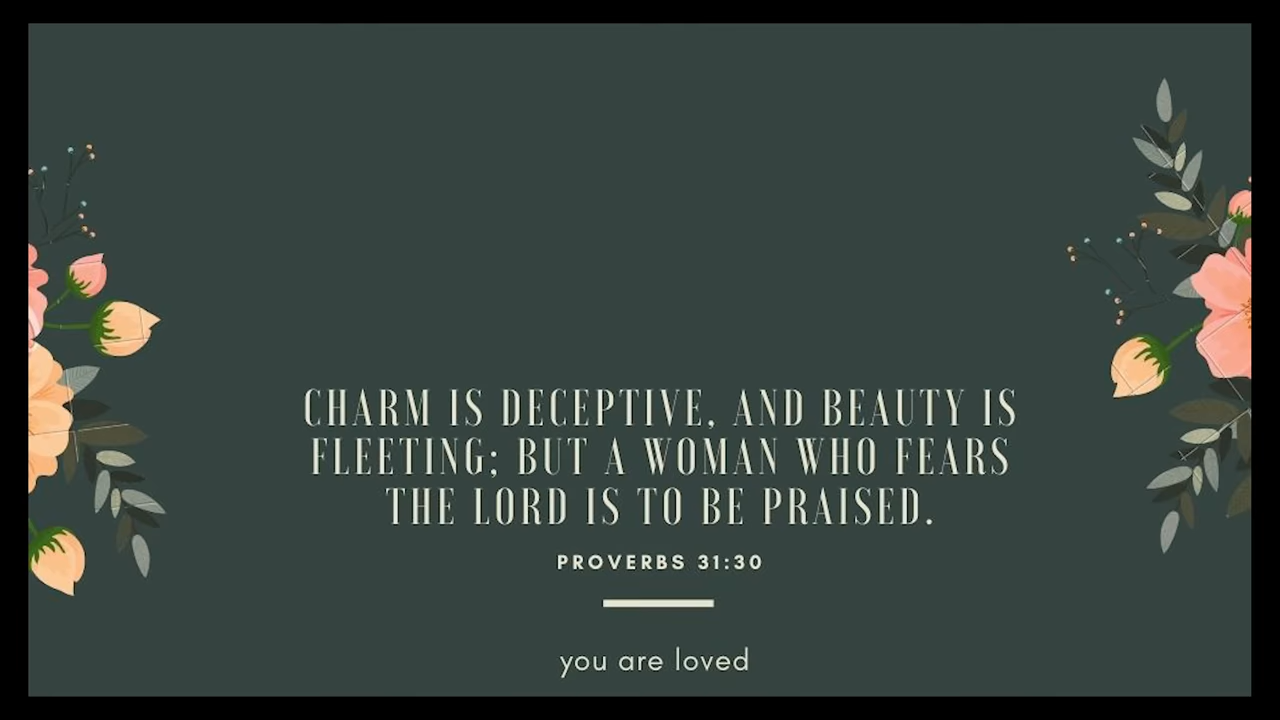 CHARM IS DECEPTIVE, AND BEAUTY IS
FLEETING; BUT A WOMAN WHO FEARS
THE LORD IS TO BE PRAISED.
PROVERBS 31:30
you are loved